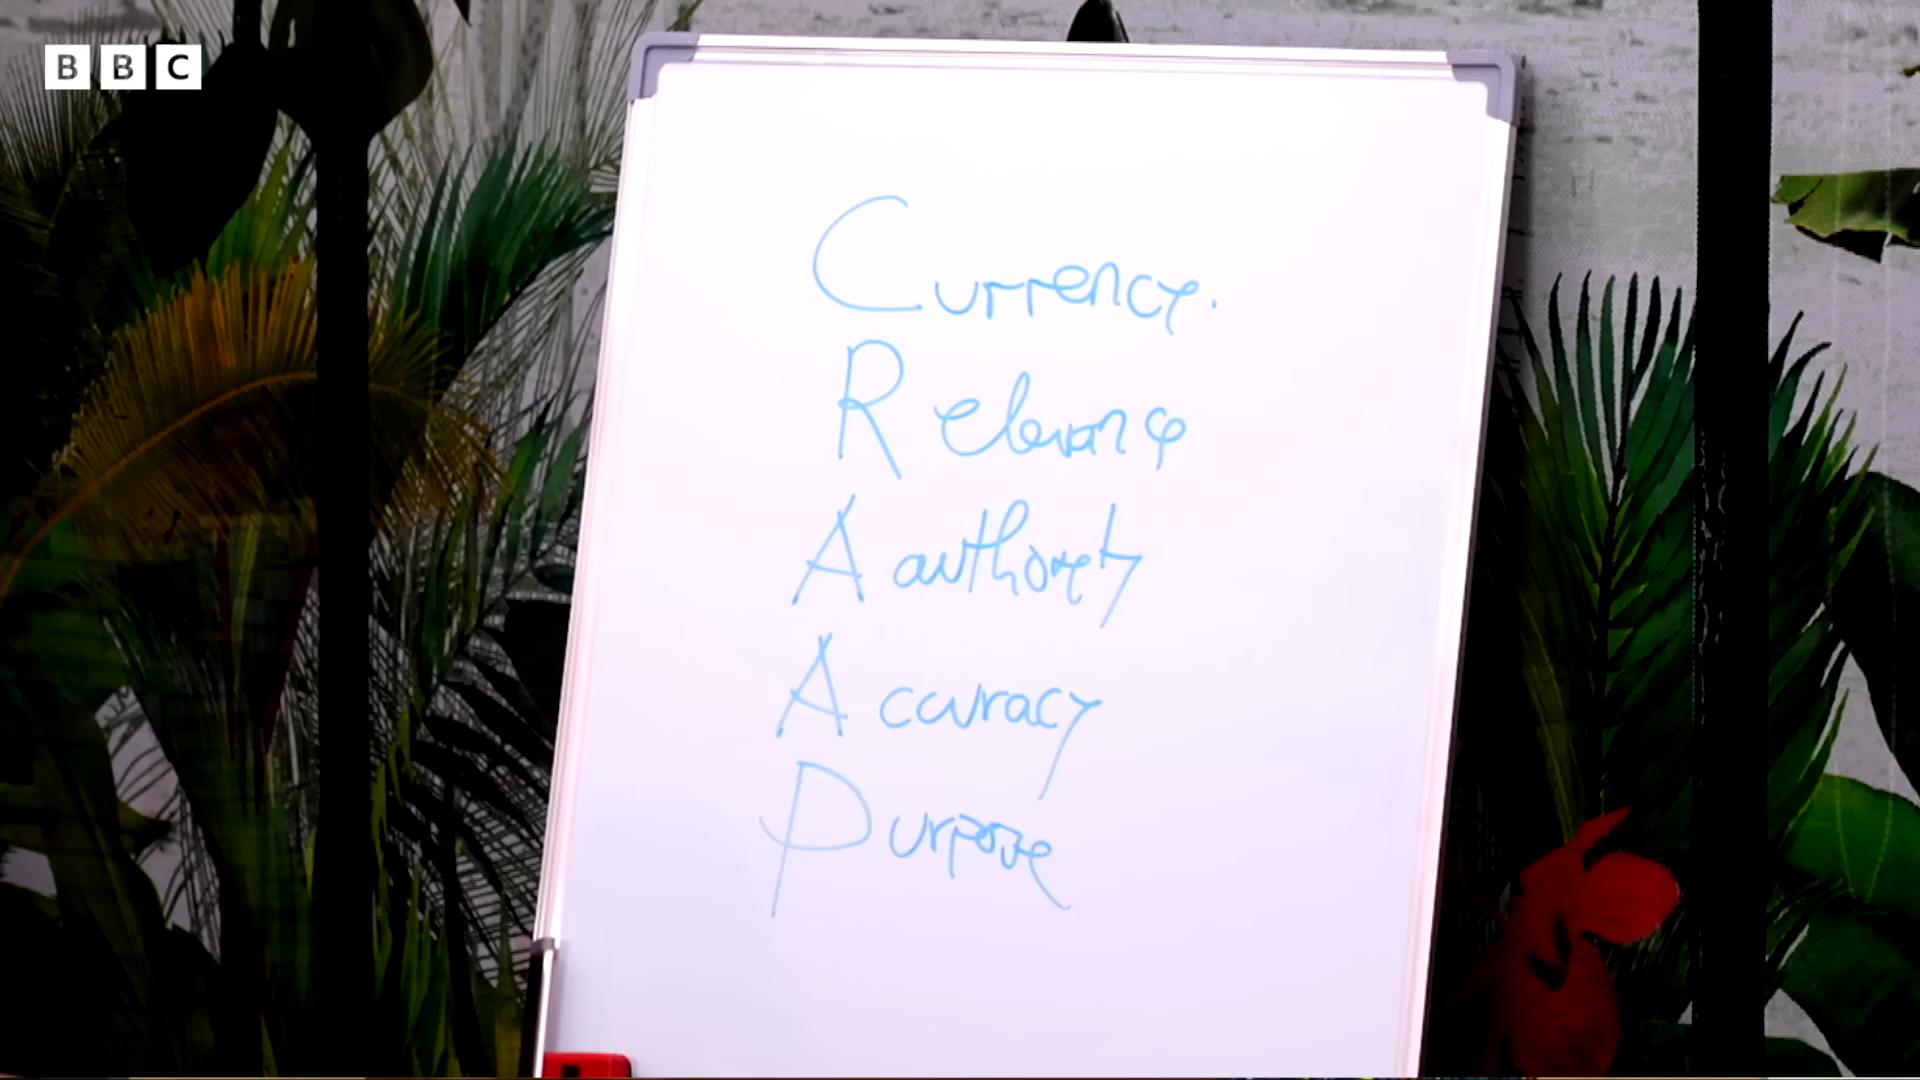 BBC
Currency.
Relevance
A authority
Accuracy
Purpose